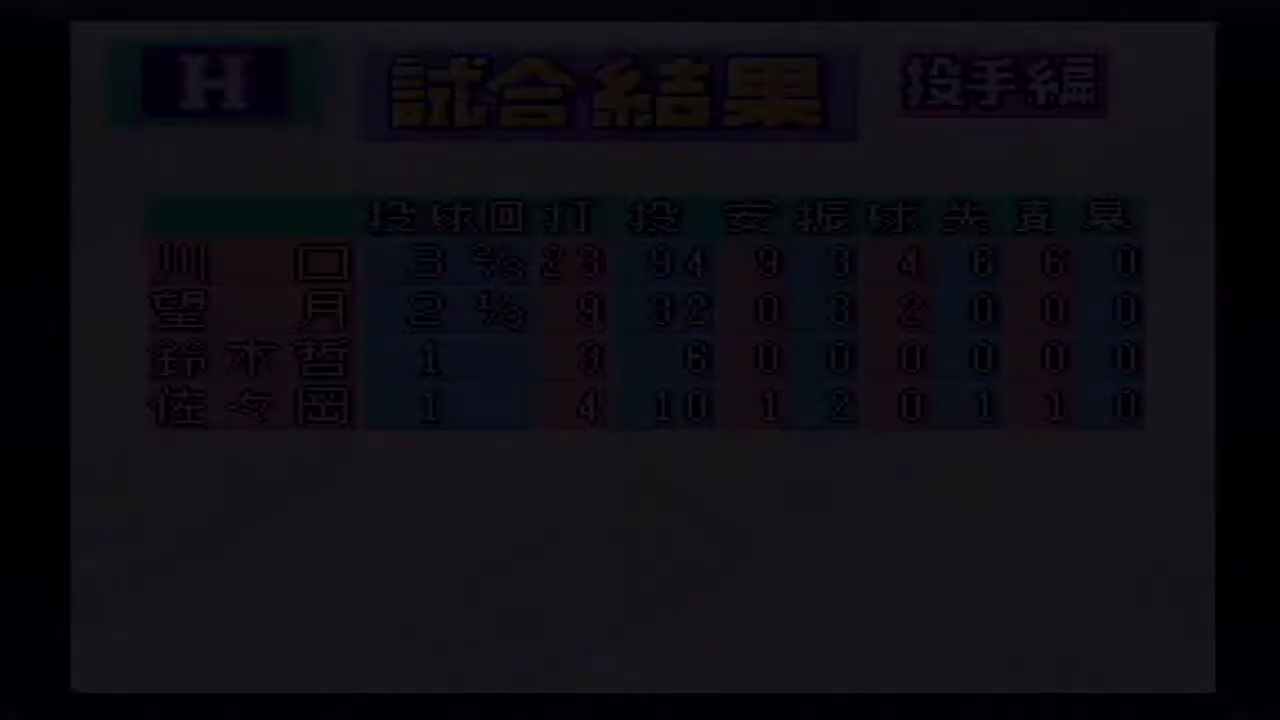 H 試合結果 投手編
投球回 打 投 安 振 球 失 責 暴
川口 3 2/3 23 94 9 3 4 6 6 0
望月 2 1/3 9 32 0 3 2 0 0 0
鈴木哲 1 3 6 0 0 0 0 0 0
佐々岡 1 4 10 1 2 0 1 1 0